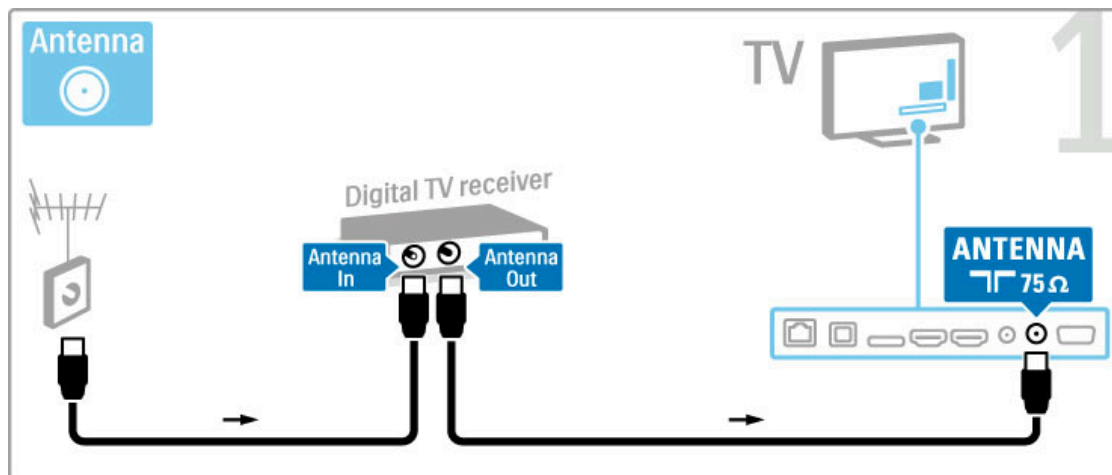 Antenna
TV
1
Digital TV receiver
Antenna
In
Antenna
Out
ANTENNA
75 Ω